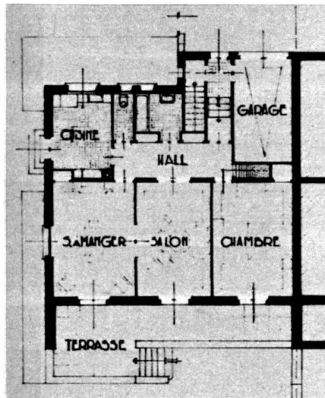 GARAGE
CUISINE
HALL
S.A.MANGER
SALON
CHAMBRE
TERRASSE